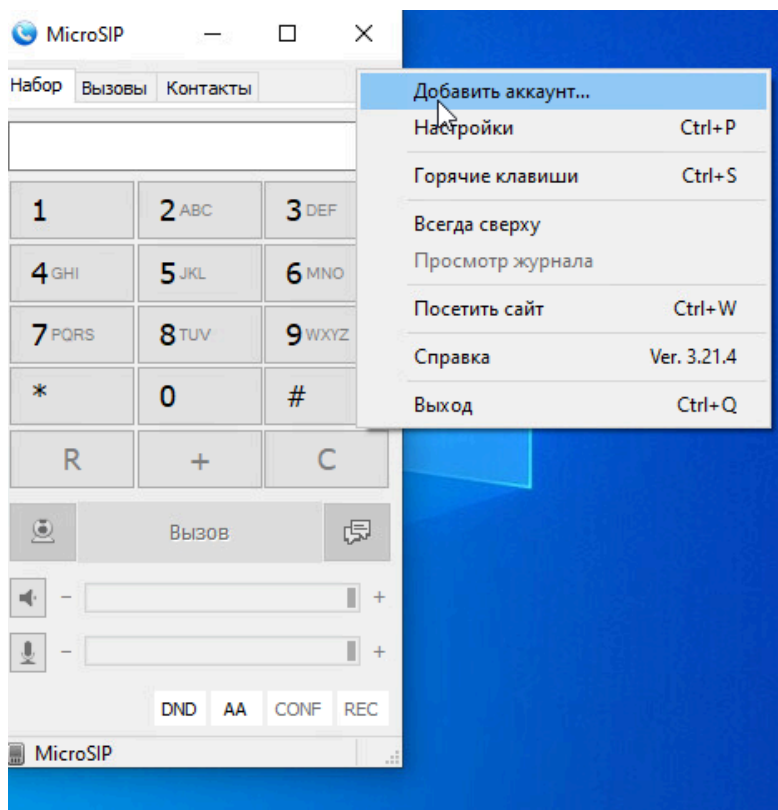 MicroSIP
Набор Вызовы Контакты
Добавить аккаунт...
Настройки Ctrl+P
Горячие клавиши Ctrl+S
Всегда сверху
Просмотр журнала
Посетить сайт Ctrl+W
Справка Ver. 3.21.4
Выход Ctrl+Q
1 2 ABC 3 DEF
4 GHI 5 JKL 6 MNO
7 PQRS 8 TUV 9 WXYZ
* 0 #
R + C
Вызов
- +
- +
DND AA CONF REC
MicroSIP